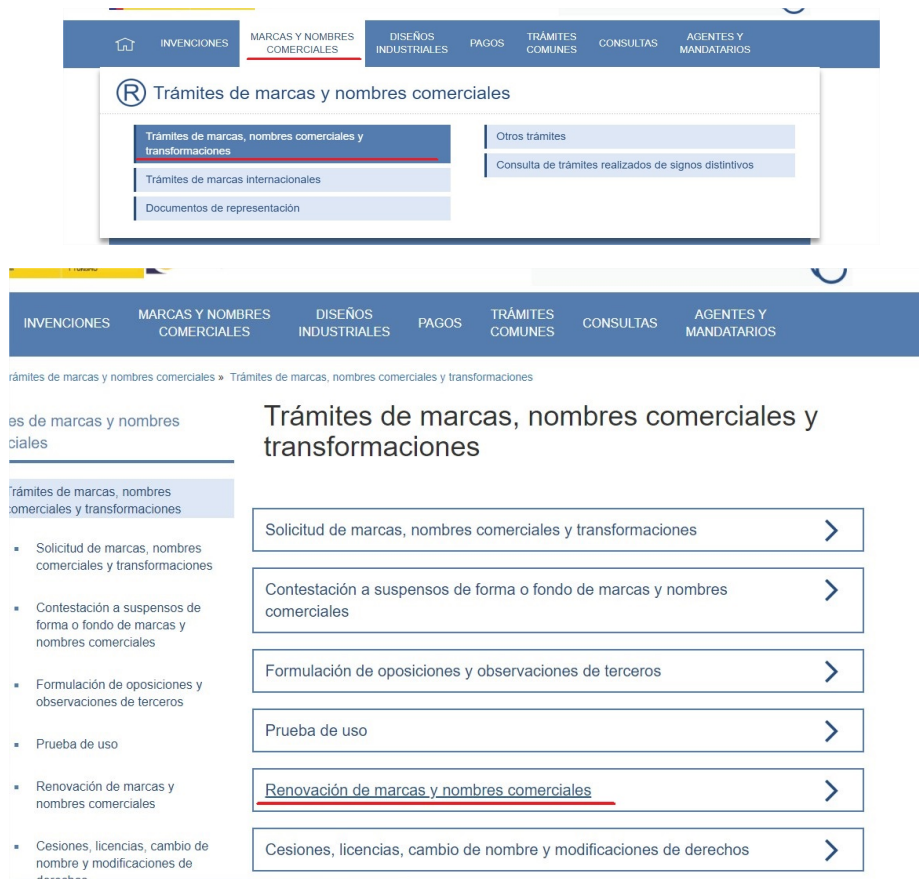 INVENCIONES
MARCAS Y NOMBRES
COMERCIALES
DISEÑOS
INDUSTRIALES
PAGOS
TRÁMITES
COMUNES
CONSULTAS
AGENTES Y
MANDATARIOS
® Trámites de marcas y nombres comerciales
Trámites de marcas, nombres comerciales y
transformaciones
Trámites de marcas internacionales
Documentos de representación
Otros trámites
Consulta de trámites realizados de signos distintivos
INVENCIONES
MARCAS Y NOMBRES
COMERCIALES
DISEÑOS
INDUSTRIALES
PAGOS
TRÁMITES
COMUNES
CONSULTAS
AGENTES Y
MANDATARIOS
rámites de marcas y nombres comerciales » Trámites de marcas, nombres comerciales y transformaciones
es de marcas y nombres
ciales
Trámites de marcas, nombres
comerciales y transformaciones
▪ Solicitud de marcas, nombres
comerciales y transformaciones
▪ Contestación a suspensos de
forma o fondo de marcas y
nombres comerciales
▪ Formulación de oposiciones y
observaciones de terceros
▪ Prueba de uso
▪ Renovación de marcas y
nombres comerciales
▪ Cesiones, licencias, cambio de
nombre y modificaciones de
derechos
Trámites de marcas, nombres comerciales y
transformaciones
Solicitud de marcas, nombres comerciales y transformaciones
Contestación a suspensos de forma o fondo de marcas y nombres
comerciales
Formulación de oposiciones y observaciones de terceros
Prueba de uso
Renovación de marcas y nombres comerciales
Cesiones, licencias, cambio de nombre y modificaciones de derechos